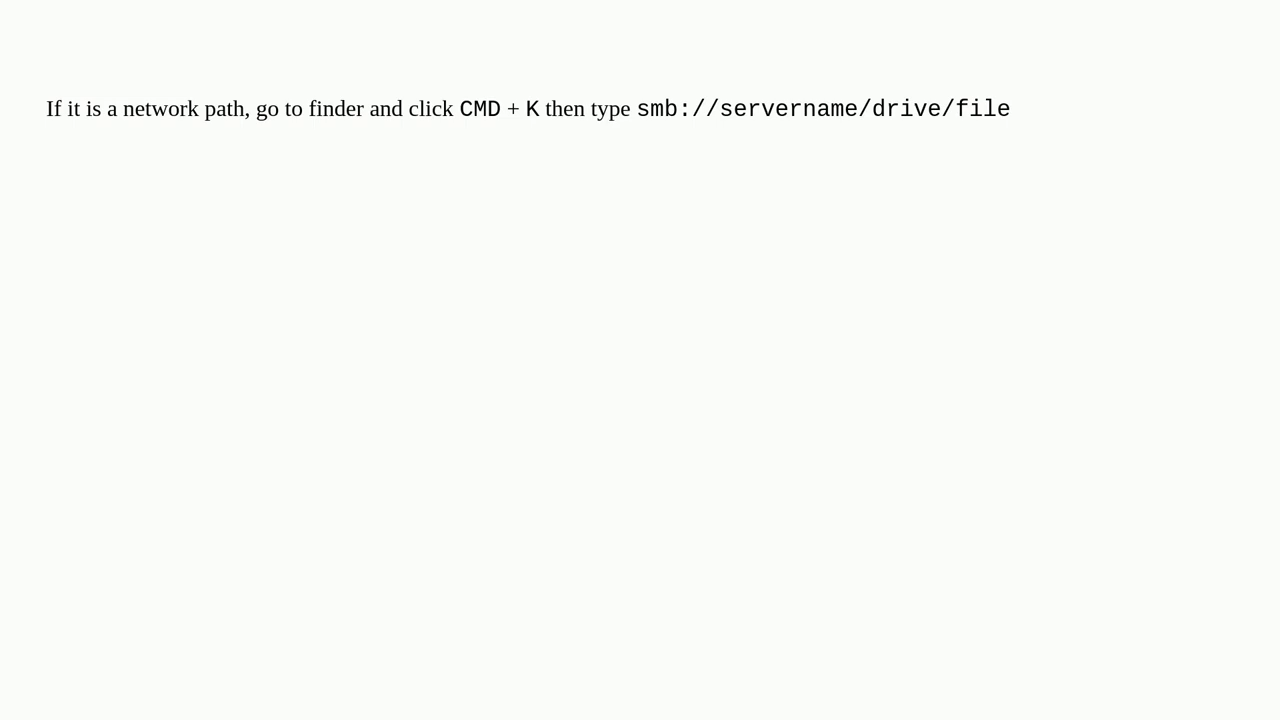 If it is a network path, go to finder and click CMD + K then type smb://servername/drive/file